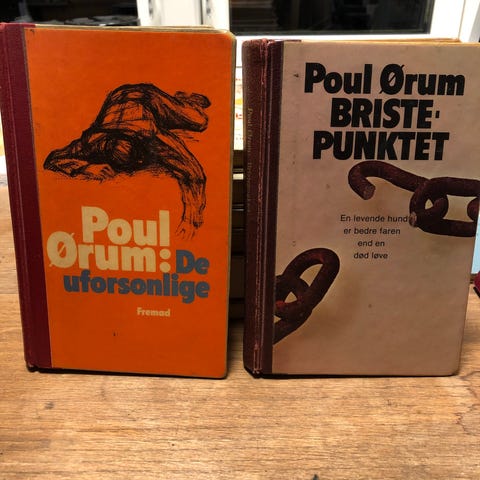 Poul
Ørum: De
uforsonlige
Fremad
Poul Ørum
BRISTE-
PUNKTET
En levende hund
er bedre faren
end en
død løve